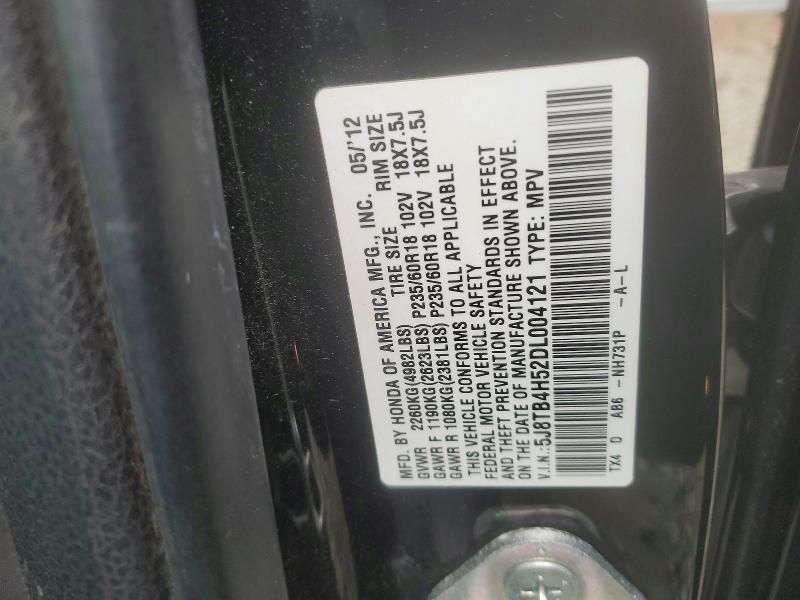 MFD. BY HONDA OF AMERICA MFG., INC. 05/'12
GVWR 2260KG(4982LBS) TIRE SIZE RIM SIZE
GAWR F 1190KG(2623LBS) P235/60R18 102V 18X7.5J
GAWR R 1080KG(2381LBS) P235/60R18 102V 18X7.5J
THIS VEHICLE CONFORMS TO ALL APPLICABLE
FEDERAL MOTOR VEHICLE SAFETY
AND THEFT PREVENTION STANDARDS IN EFFECT
ON THE DATE OF MANUFACTURE SHOWN ABOVE.
V.I.N.:5J8TB4H52DL004121 TYPE: MPV
TX4 D A86 -NH731P -A-L